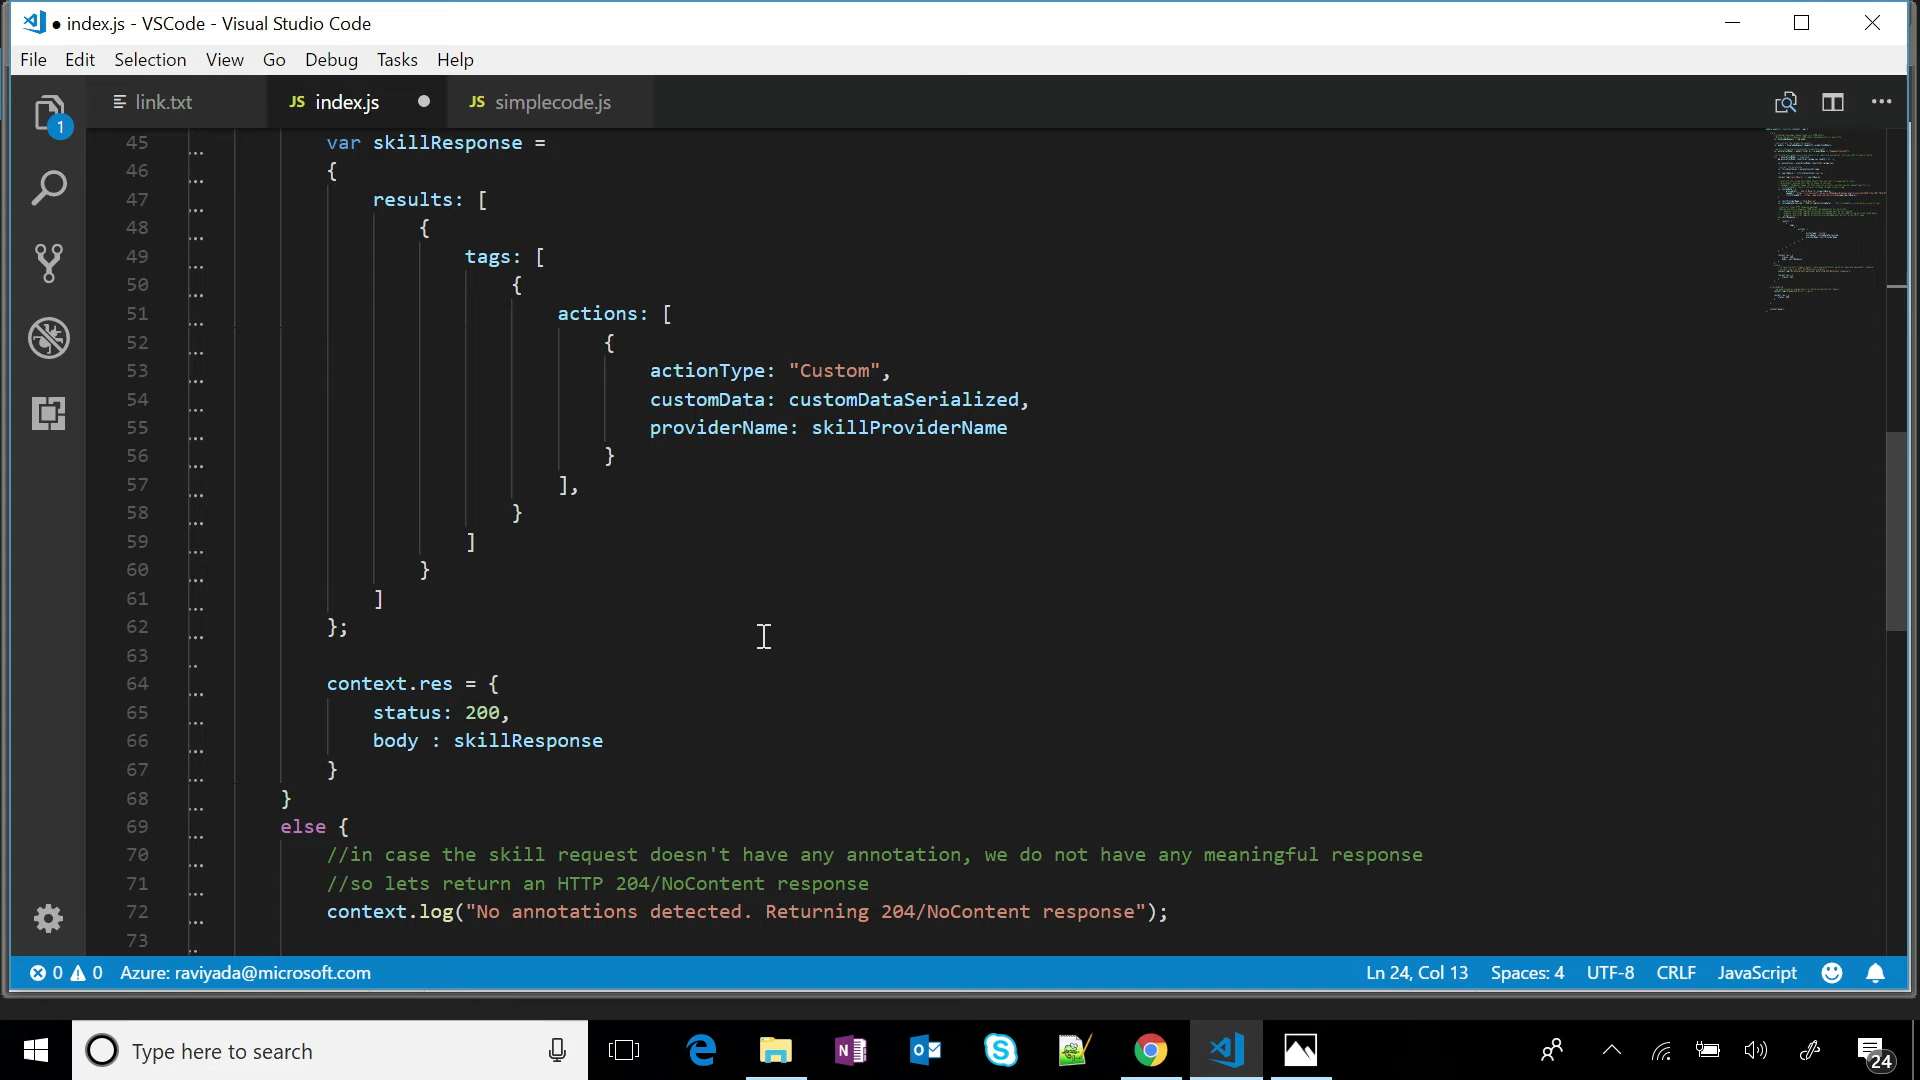 index.js - VSCode - Visual Studio Code
File Edit Selection View Go Debug Tasks Help
link.txt JS index.js JS simplecode.js
1
45 var skillResponse =
46 {
47 results: [
48 {
49 tags: [
50 {
51 actions: [
52 {
53 actionType: "Custom",
54 customData: customDataSerialized,
55 providerName: skillProviderName
56 }
57 ],
58 }
59 ]
60 }
61 ]
62 };
63
64 context.res = {
65 status: 200,
66 body : skillResponse
67 }
68 }
69 else {
70 //in case the skill request doesn't have any annotation, we do not have any meaningful response
71 //so lets return an HTTP 204/NoContent response
72 context.log("No annotations detected. Returning 204/NoContent response");
73
0 0 Azure: raviyada@microsoft.com Ln 24, Col 13 Spaces: 4 UTF-8 CRLF JavaScript
Type here to search
24